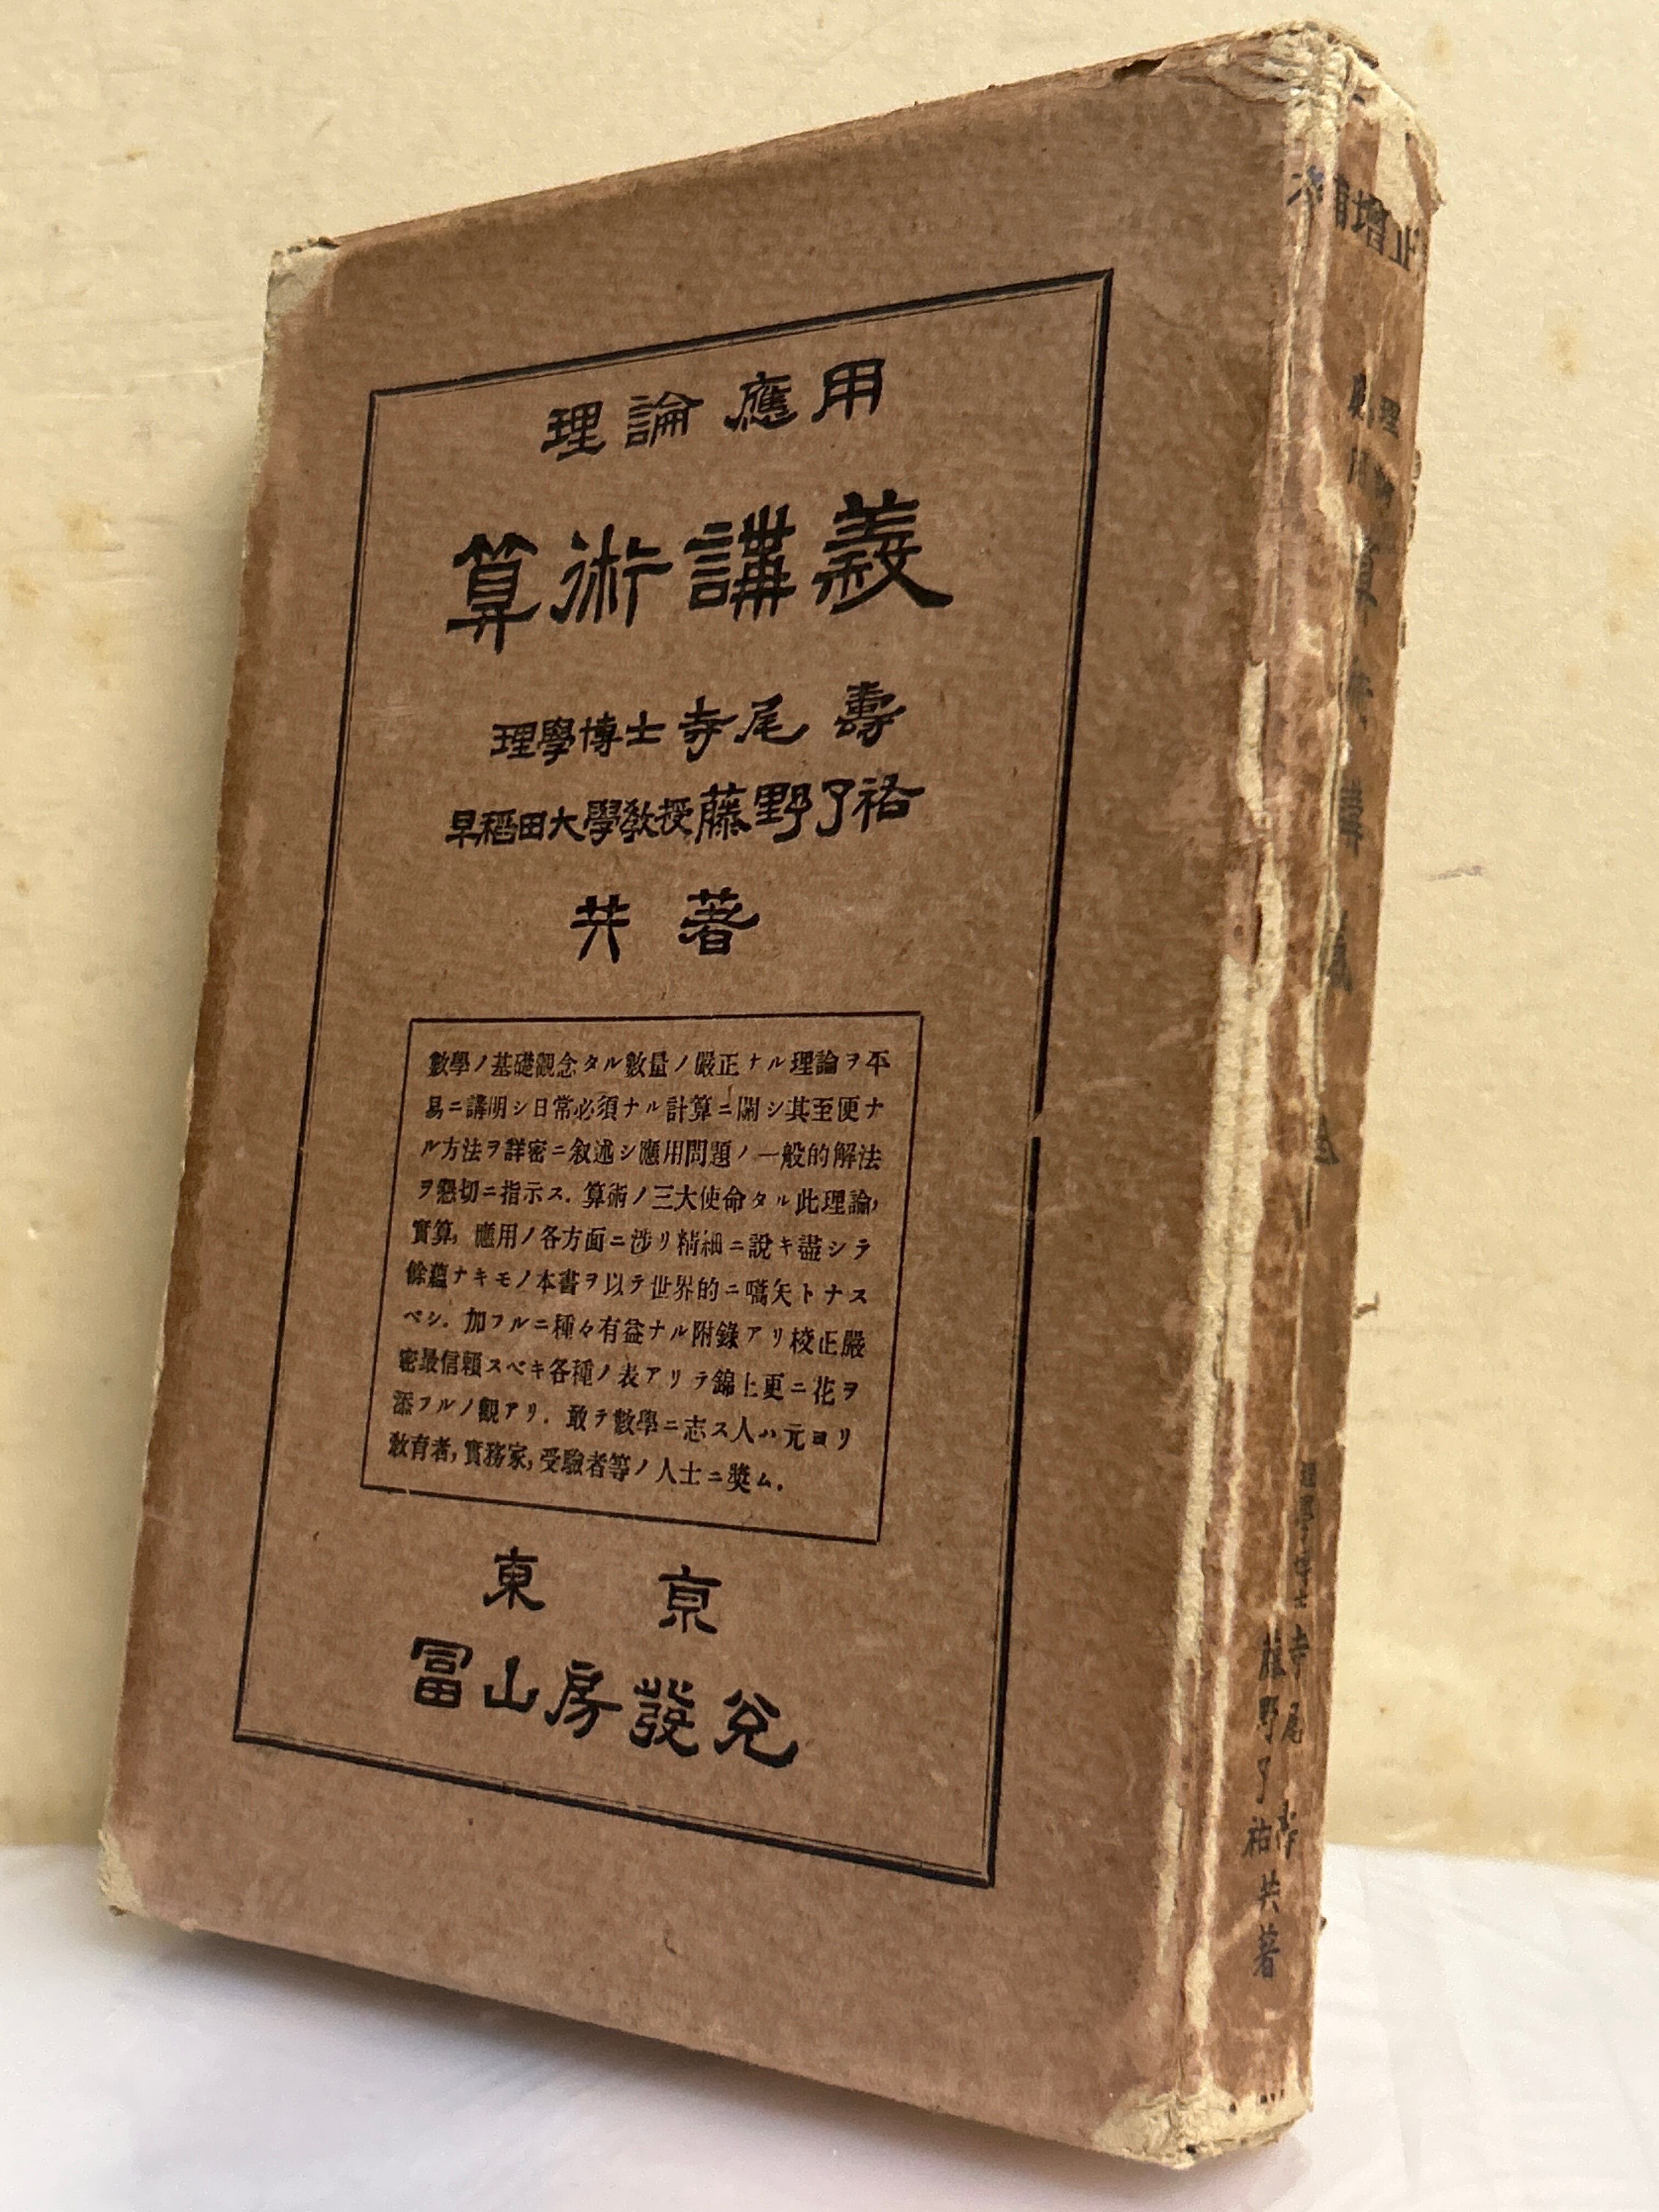 理論應用
算術講義
理學博士 寺尾 壽
早稻田大學敎授 藤野了祐
共著
數學ノ基礎觀念タル數量ノ嚴正ナル理論ヲ平
易ニ講明シ日常必須ナル計算ニ關シ其至便ナ
ル方法ヲ詳密ニ叙述シ應用問題ノ一般的解法
ヲ懇切ニ指示ス. 算術ノ三大使命タル此理論,
實算, 應用ノ各方面ニ涉リ精細ニ說キ盡シテ
餘蘊ナキモノ本書ヲ以テ世界的ニ嚆矢トナス
ベシ. 加フルニ種々有益ナル附錄アリ校正嚴
密最信賴スベキ各種ノ表アリテ錦上更ニ花ヲ
添フルノ觀アリ. 敢テ數學ニ志ス人ハ元ヨリ
敎育者, 實務家, 受驗者等ノ人士ニ奬ム.
東京
冨山房發兌
增補
理
算術講義
理學博士 寺尾 壽
藤野了祐
共著